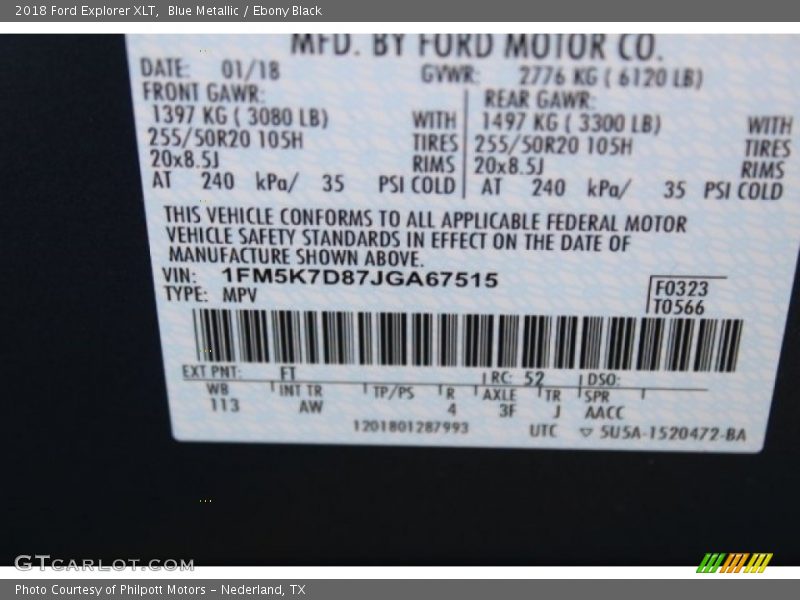 2018 Ford Explorer XLT, Blue Metallic / Ebony Black
MFD. BY FORD MOTOR CO.
DATE: 01/18 GVWR: 2776 KG ( 6120 LB)
FRONT GAWR: REAR GAWR:
1397 KG ( 3080 LB) WITH 1497 KG ( 3300 LB) WITH
255/50R20 105H TIRES 255/50R20 105H TIRES
20x8.5J RIMS 20x8.5J RIMS
AT 240 kPa/ 35 PSI COLD AT 240 kPa/ 35 PSI COLD
THIS VEHICLE CONFORMS TO ALL APPLICABLE FEDERAL MOTOR
VEHICLE SAFETY STANDARDS IN EFFECT ON THE DATE OF
MANUFACTURE SHOWN ABOVE.
VIN: 1FM5K7D87JGA67515
TYPE: MPV
F0323
T0566
EXT PNT: FT RC: 52 DSO:
WB INT TR TP/PS R AXLE TR SPR
113 AW 4 3F J AACC
1201801287993 UTC ▽ 5U5A-1520472-BA
GTCARLOT.COM
Photo Courtesy of Philpott Motors - Nederland, TX